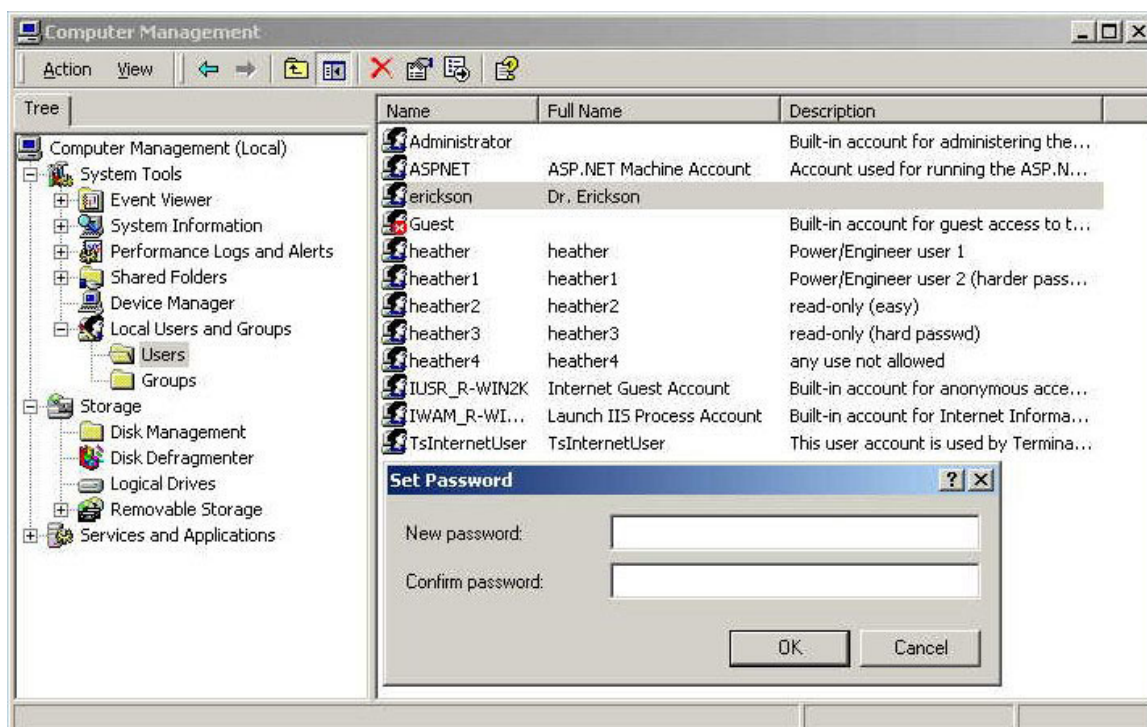 Computer Management
Action View
Tree
Computer Management (Local)
System Tools
Event Viewer
System Information
Performance Logs and Alerts
Shared Folders
Device Manager
Local Users and Groups
Users
Groups
Storage
Disk Management
Disk Defragmenter
Logical Drives
Removable Storage
Services and Applications
Name Full Name Description
Administrator Built-in account for administering the...
ASPNET ASP.NET Machine Account Account used for running the ASP.N...
erickson Dr. Erickson
Guest Built-in account for guest access to t...
heather heather Power/Engineer user 1
heather1 heather1 Power/Engineer user 2 (harder pass...
heather2 heather2 read-only (easy)
heather3 heather3 read-only (hard passwd)
heather4 heather4 any use not allowed
IUSR_R-WIN2K Internet Guest Account Built-in account for anonymous acce...
IWAM_R-WI... Launch IIS Process Account Built-in account for Internet Informa...
TsInternetUser TsInternetUser This user account is used by Termina...
Set Password
New password:
Confirm password:
OK Cancel